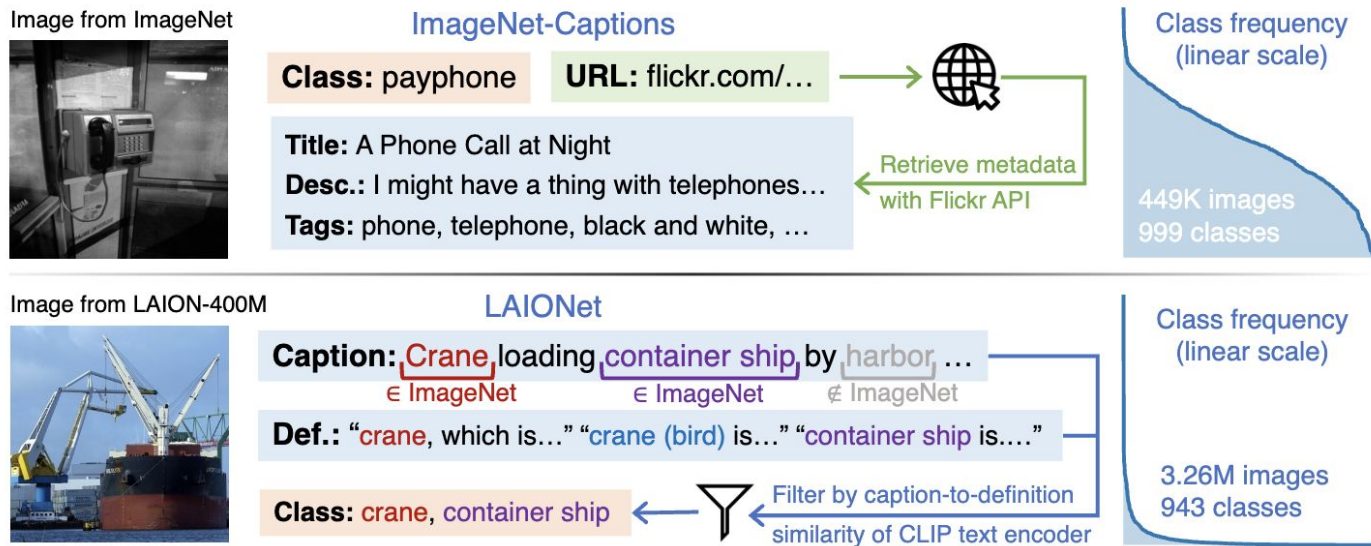 Image from ImageNet
ImageNet-Captions
Class: payphone
URL: flickr.com/...
Title: A Phone Call at Night
Desc.: I might have a thing with telephones...
Tags: phone, telephone, black and white, ...
Retrieve metadata
with Flickr API
Class frequency
(linear scale)
449K images
999 classes
Image from LAION-400M
LAIONet
Caption: Crane loading container ship by harbor ...
∈ ImageNet ∈ ImageNet ∉ ImageNet
Def.: “crane, which is...” “crane (bird) is...” “container ship is....”
Class: crane, container ship
Filter by caption-to-definition
similarity of CLIP text encoder
Class frequency
(linear scale)
3.26M images
943 classes